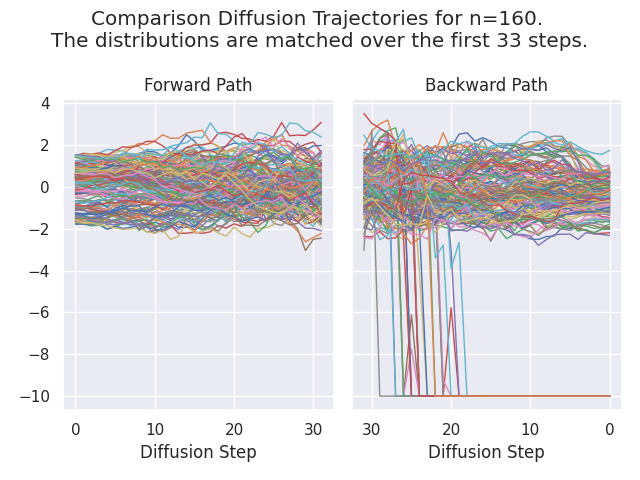 Comparison Diffusion Trajectories for n=160.
The distributions are matched over the first 33 steps.
Forward Path
Backward Path
4
2
0
−2
−4
−6
−8
−10
0 10 20 30
30 20 10 0
Diffusion Step
Diffusion Step